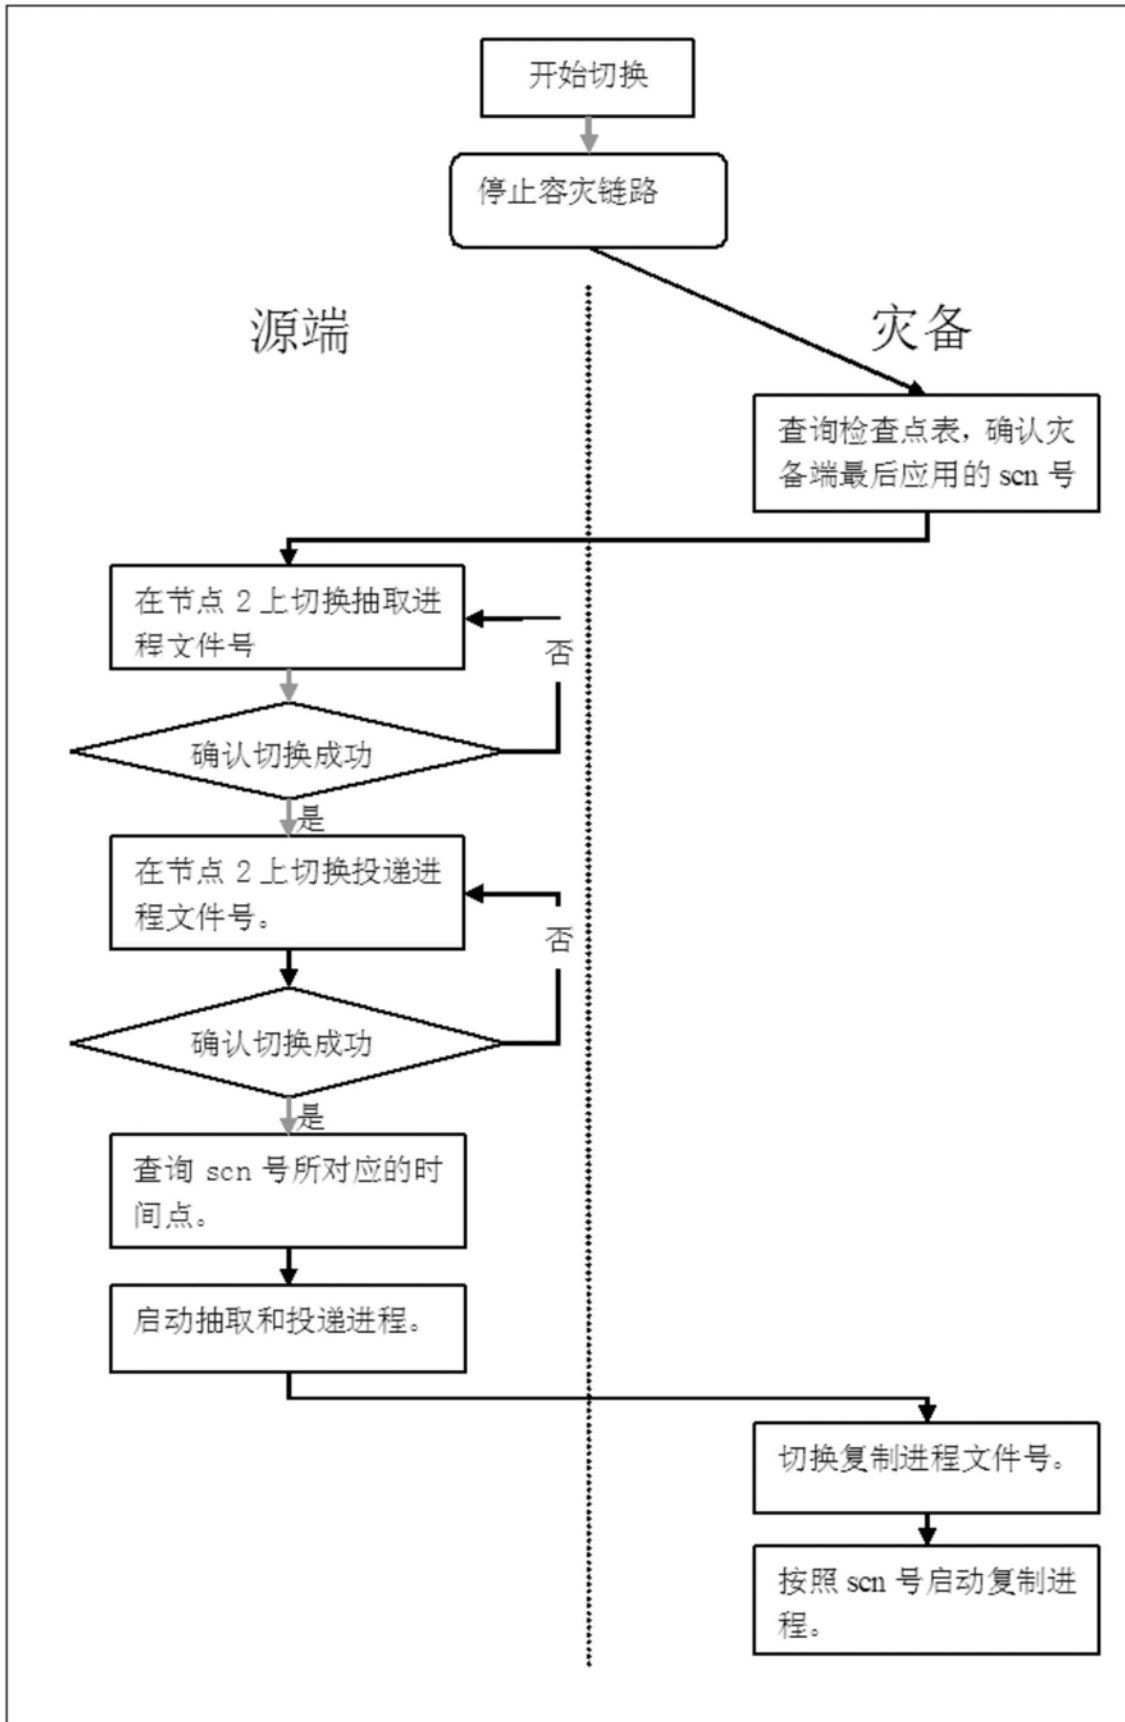 开始切换
停止容灾链路
源端
灾备
查询检查点表，确认灾
备端最后应用的 scn 号
在节点 2 上切换抽取进
程文件号
否
确认切换成功
是
在节点 2 上切换投递进
程文件号。
否
确认切换成功
是
查询 scn 号所对应的时
间点。
启动抽取和投递进程。
切换复制进程文件号。
按照 scn 号启动复制进
程。